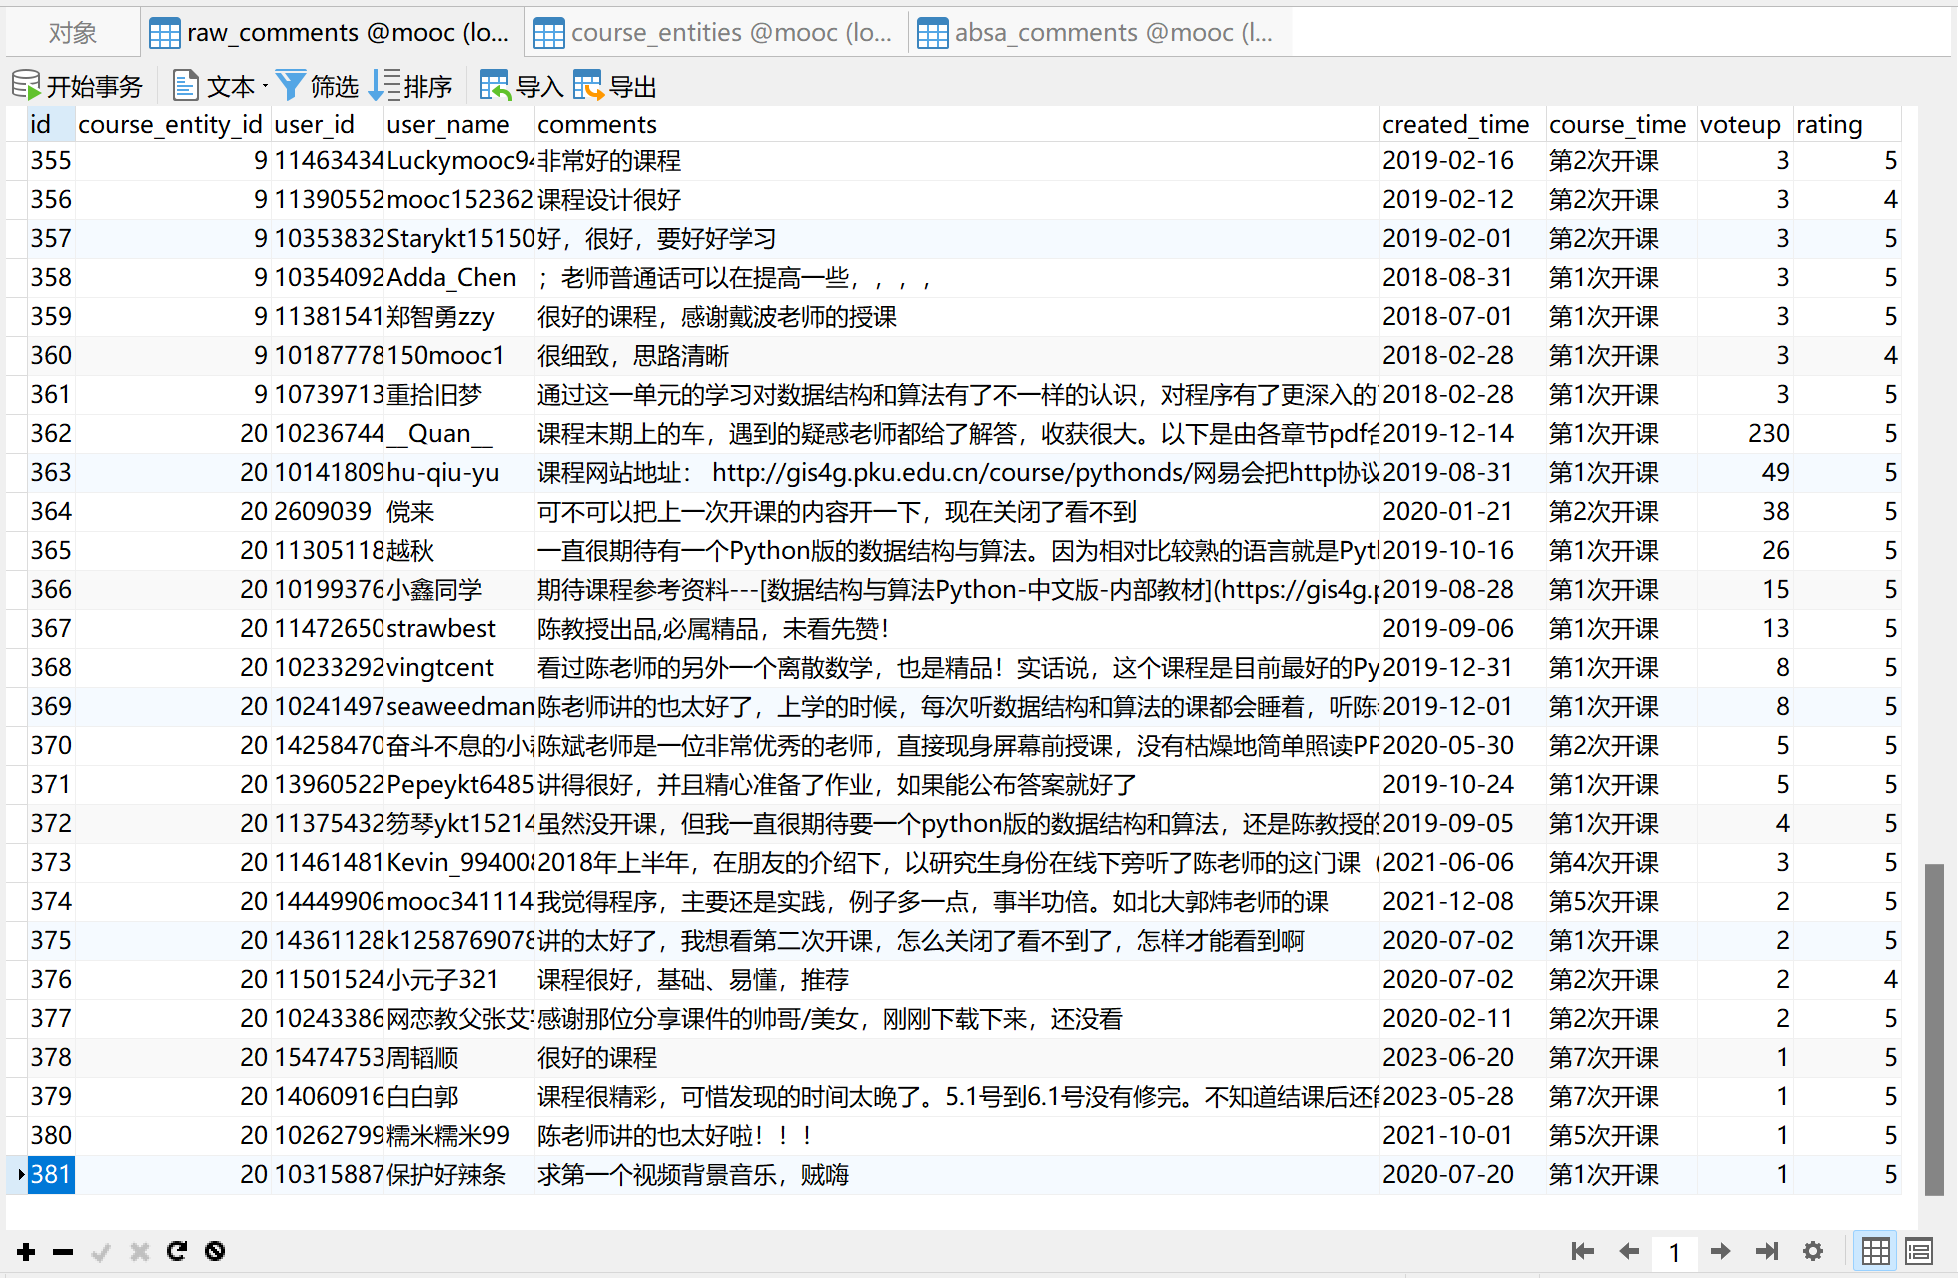 对象 raw_comments @mooc (lo... course_entities @mooc (lo... absa_comments @mooc (l...
开始事务 文本 筛选 排序 导入 导出
id course_entity_id user_id user_name comments created_time course_time voteup rating
355 9 11463434 Luckymooc94 非常好的课程 2019-02-16 第2次开课 3 5
356 9 11390552 mooc152362 课程设计很好 2019-02-12 第2次开课 3 4
357 9 10353832 Starykt15150 好，很好，要好好学习 2019-02-01 第2次开课 3 5
358 9 10354092 Adda_Chen ；老师普通话可以在提高一些，，，， 2018-08-31 第1次开课 3 5
359 9 11381541 郑智勇zzy 很好的课程，感谢戴波老师的授课 2018-07-01 第1次开课 3 5
360 9 10187778 150mooc1 很细致，思路清晰 2018-02-28 第1次开课 3 4
361 9 10739713 重拾旧梦 通过这一单元的学习对数据结构和算法有了不一样的认识，对程序有了更深入的 2018-02-28 第1次开课 3 5
362 20 10236744 __Quan__ 课程末期上的车，遇到的疑惑老师都给了解答，收获很大。以下是由各章节pdf合 2019-12-14 第1次开课 230 5
363 20 10141809 hu-qiu-yu 课程网站地址： http://gis4g.pku.edu.cn/course/pythonds/网易会把http协议 2019-08-31 第1次开课 49 5
364 20 2609039 傥来 可不可以把上一次开课的内容开一下，现在关闭了看不到 2020-01-21 第2次开课 38 5
365 20 11305118 越秋 一直很期待有一个Python版的数据结构与算法。因为相对比较熟的语言就是Pyt 2019-10-16 第1次开课 26 5
366 20 10199376 小鑫同学 期待课程参考资料---[数据结构与算法Python-中文版-内部教材](https://gis4g.p 2019-08-28 第1次开课 15 5
367 20 11472650 strawbest 陈教授出品,必属精品，未看先赞！ 2019-09-06 第1次开课 13 5
368 20 10233292 vingtcent 看过陈老师的另外一个离散数学，也是精品！实话说，这个课程是目前最好的Py 2019-12-31 第1次开课 8 5
369 20 10241497 seaweedman 陈老师讲的也太好了，上学的时候，每次听数据结构和算法的课都会睡着，听陈 2019-12-01 第1次开课 8 5
370 20 14258470 奋斗不息的小 陈斌老师是一位非常优秀的老师，直接现身屏幕前授课，没有枯燥地简单照读PP 2020-05-30 第2次开课 5 5
371 20 13960522 Pepeykt6485 讲得很好，并且精心准备了作业，如果能公布答案就好了 2019-10-24 第1次开课 5 5
372 20 11375432 笏琴ykt15214 虽然没开课，但我一直很期待要一个python版的数据结构和算法，还是陈教授的 2019-09-05 第1次开课 4 5
373 20 11461481 Kevin_994008 2018年上半年，在朋友的介绍下，以研究生身份在线下旁听了陈老师的这门课（ 2021-06-06 第4次开课 3 5
374 20 14449906 mooc341114 我觉得程序，主要还是实践，例子多一点，事半功倍。如北大郭炜老师的课 2021-12-08 第5次开课 2 5
375 20 14361128 k1258769078 讲的太好了，我想看第二次开课，怎么关闭了看不到了，怎样才能看到啊 2020-07-02 第1次开课 2 5
376 20 11501524 小元子321 课程很好，基础、易懂，推荐 2020-07-02 第2次开课 2 4
377 20 10243386 网恋教父张艾 感谢那位分享课件的帅哥/美女，刚刚下载下来，还没看 2020-02-11 第2次开课 2 5
378 20 15474753 周韬顺 很好的课程 2023-06-20 第7次开课 1 5
379 20 14060916 白白郭 课程很精彩，可惜发现的时间太晚了。5.1号到6.1号没有修完。不知道结课后还能 2023-05-28 第7次开课 1 5
380 20 10262799 糯米糯米99 陈老师讲的也太好啦！！！ 2021-10-01 第5次开课 1 5
381 20 10315887 保护好辣条 求第一个视频背景音乐，贼嗨 2020-07-20 第1次开课 1 5
1